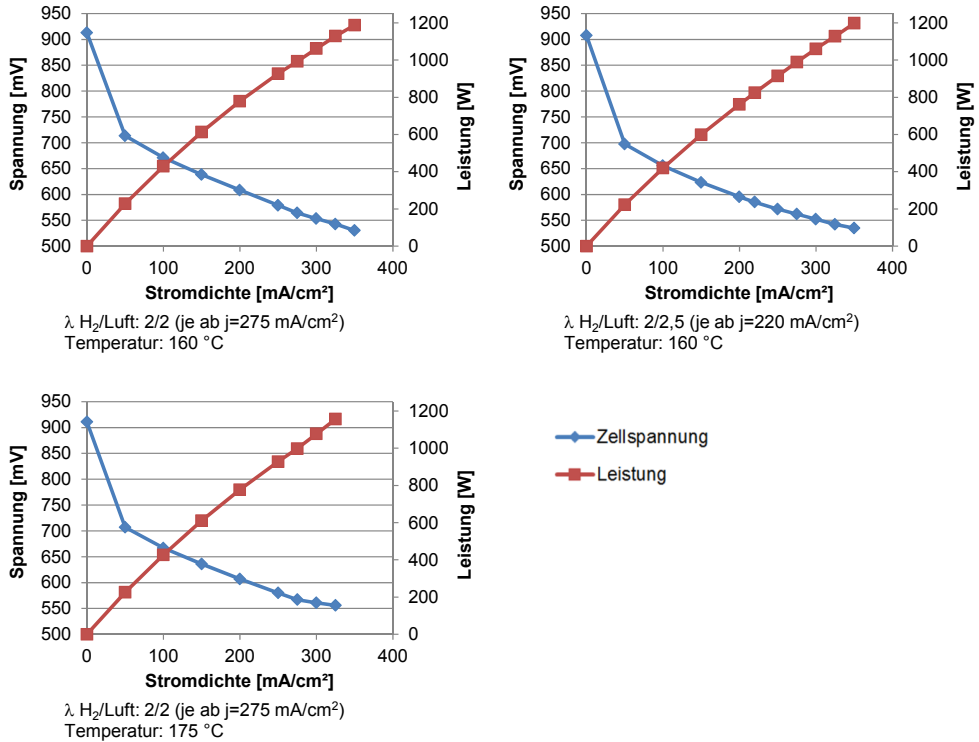 Spannung [mV]
950
900
850
800
750
700
650
600
550
500
1200
1000
800
600
400
200
0
Leistung [W]
0 100 200 300 400
Stromdichte [mA/cm²]
λ H₂/Luft: 2/2 (je ab j=275 mA/cm²)
Temperatur: 160 °C
Spannung [mV]
950
900
850
800
750
700
650
600
550
500
1200
1000
800
600
400
200
0
Leistung [W]
0 100 200 300 400
Stromdichte [mA/cm²]
λ H₂/Luft: 2/2,5 (je ab j=220 mA/cm²)
Temperatur: 160 °C
Spannung [mV]
950
900
850
800
750
700
650
600
550
500
1200
1000
800
600
400
200
0
Leistung [W]
0 100 200 300 400
Stromdichte [mA/cm²]
λ H₂/Luft: 2/2 (je ab j=275 mA/cm²)
Temperatur: 175 °C
Zellspannung
Leistung